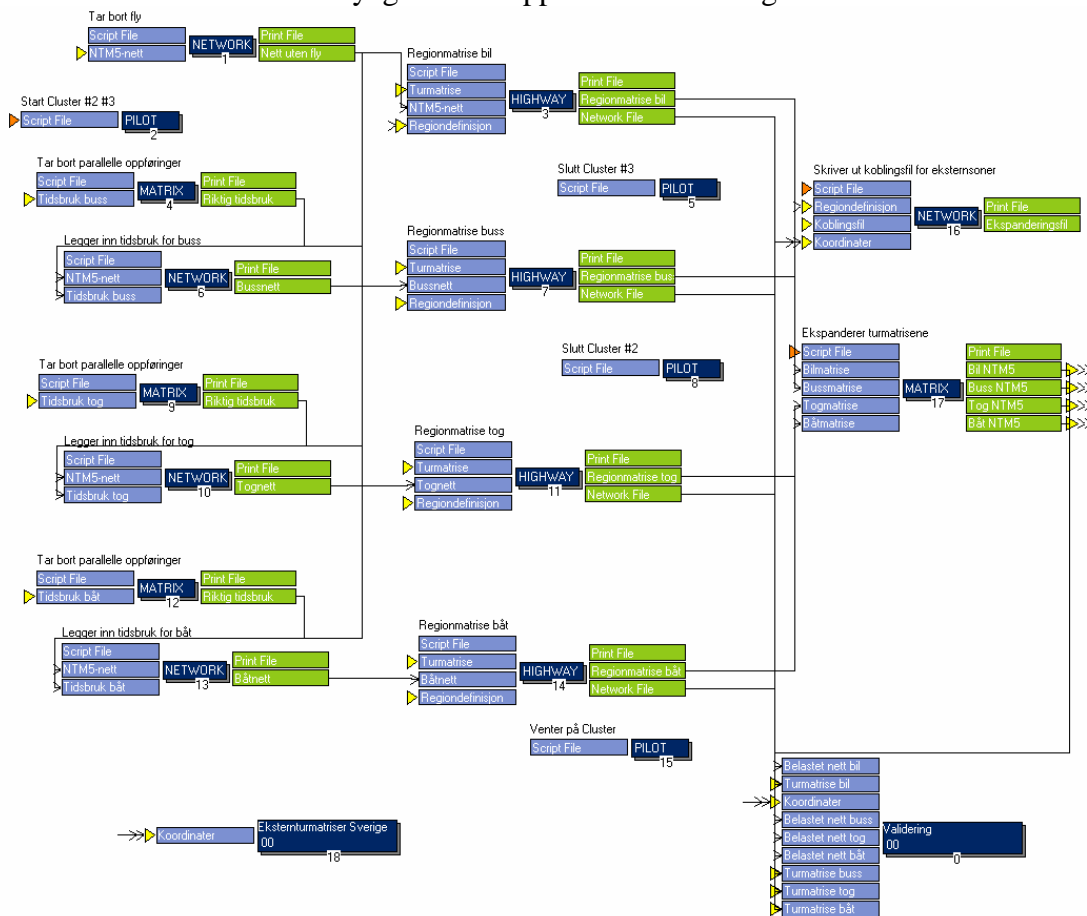 Tar bort fly
Script File
NTM5-nett
NETWORK
1
Print File
Nett uten fly
Start Cluster #2 #3
Script File
PILOT
2
Regionmatrise bil
Script File
Turmatrise
NTM5-nett
Regiondefinisjon
HIGHWAY
3
Print File
Regionmatrise bil
Network File
Tar bort parallelle oppføringer
Script File
Tidsbruk buss
MATRIX
4
Print File
Riktig tidsbruk
Slutt Cluster #3
Script File
PILOT
5
Legger inn tidsbruk for buss
Script File
NTM5-nett
Tidsbruk buss
NETWORK
6
Print File
Bussnett
Regionmatrise buss
Script File
Turmatrise
Bussnett
Regiondefinisjon
HIGHWAY
7
Print File
Regionmatrise bus
Network File
Slutt Cluster #2
Script File
PILOT
8
Tar bort parallelle oppføringer
Script File
Tidsbruk tog
MATRIX
9
Print File
Riktig tidsbruk
Legger inn tidsbruk for tog
Script File
NTM5-nett
Tidsbruk tog
NETWORK
10
Print File
Tognett
Regionmatrise tog
Script File
Turmatrise
Tognett
Regiondefinisjon
HIGHWAY
11
Print File
Regionmatrise tog
Network File
Tar bort parallelle oppføringer
Script File
Tidsbruk båt
MATRIX
12
Print File
Riktig tidsbruk
Legger inn tidsbruk for båt
Script File
NTM5-nett
Tidsbruk båt
NETWORK
13
Print File
Båtnett
Regionmatrise båt
Script File
Turmatrise
Båtnett
Regiondefinisjon
HIGHWAY
14
Print File
Regionmatrise båt
Network File
Venter på Cluster
Script File
PILOT
15
Skriver ut koblingsfil for eksternsoner
Script File
Regiondefinisjon
Koblingsfil
Koordinater
NETWORK
16
Print File
Ekspanderingsfil
Ekspanderer turmatrisene
Script File
Bilmatrise
Bussmatrise
Togmatrise
Båtmatrise
MATRIX
17
Print File
Bil NTM5
Buss NTM5
Tog NTM5
Båt NTM5
Koordinater
Eksternturmatriser Sverige
00
18
Belastet nett bil
Turmatrise bil
Koordinater
Belastet nett buss
Belastet nett tog
Belastet nett båt
Turmatrise buss
Turmatrise tog
Turmatrise båt
Validering
00
0